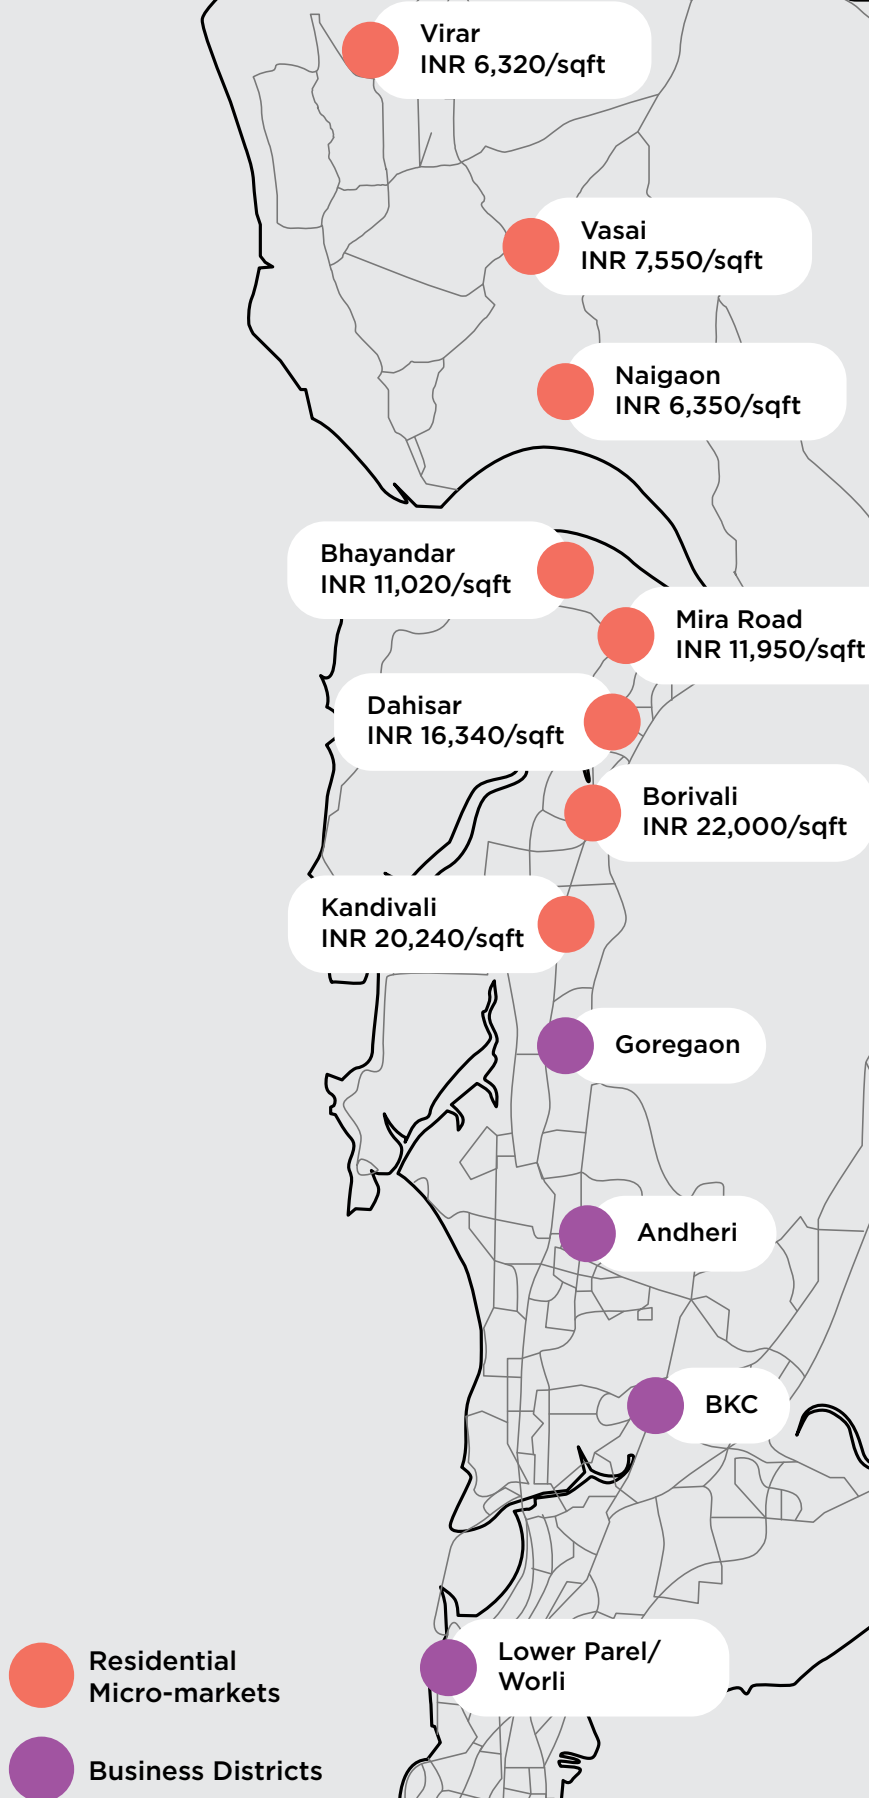 Virar
INR 6,320/sqft
Vasai
INR 7,550/sqft
Naigaon
INR 6,350/sqft
Bhayandar
INR 11,020/sqft
Mira Road
INR 11,950/sqft
Dahisar
INR 16,340/sqft
Borivali
INR 22,000/sqft
Kandivali
INR 20,240/sqft
Goregaon
Andheri
BKC
Lower Parel/
Worli
Residential
Micro-markets
Business Districts